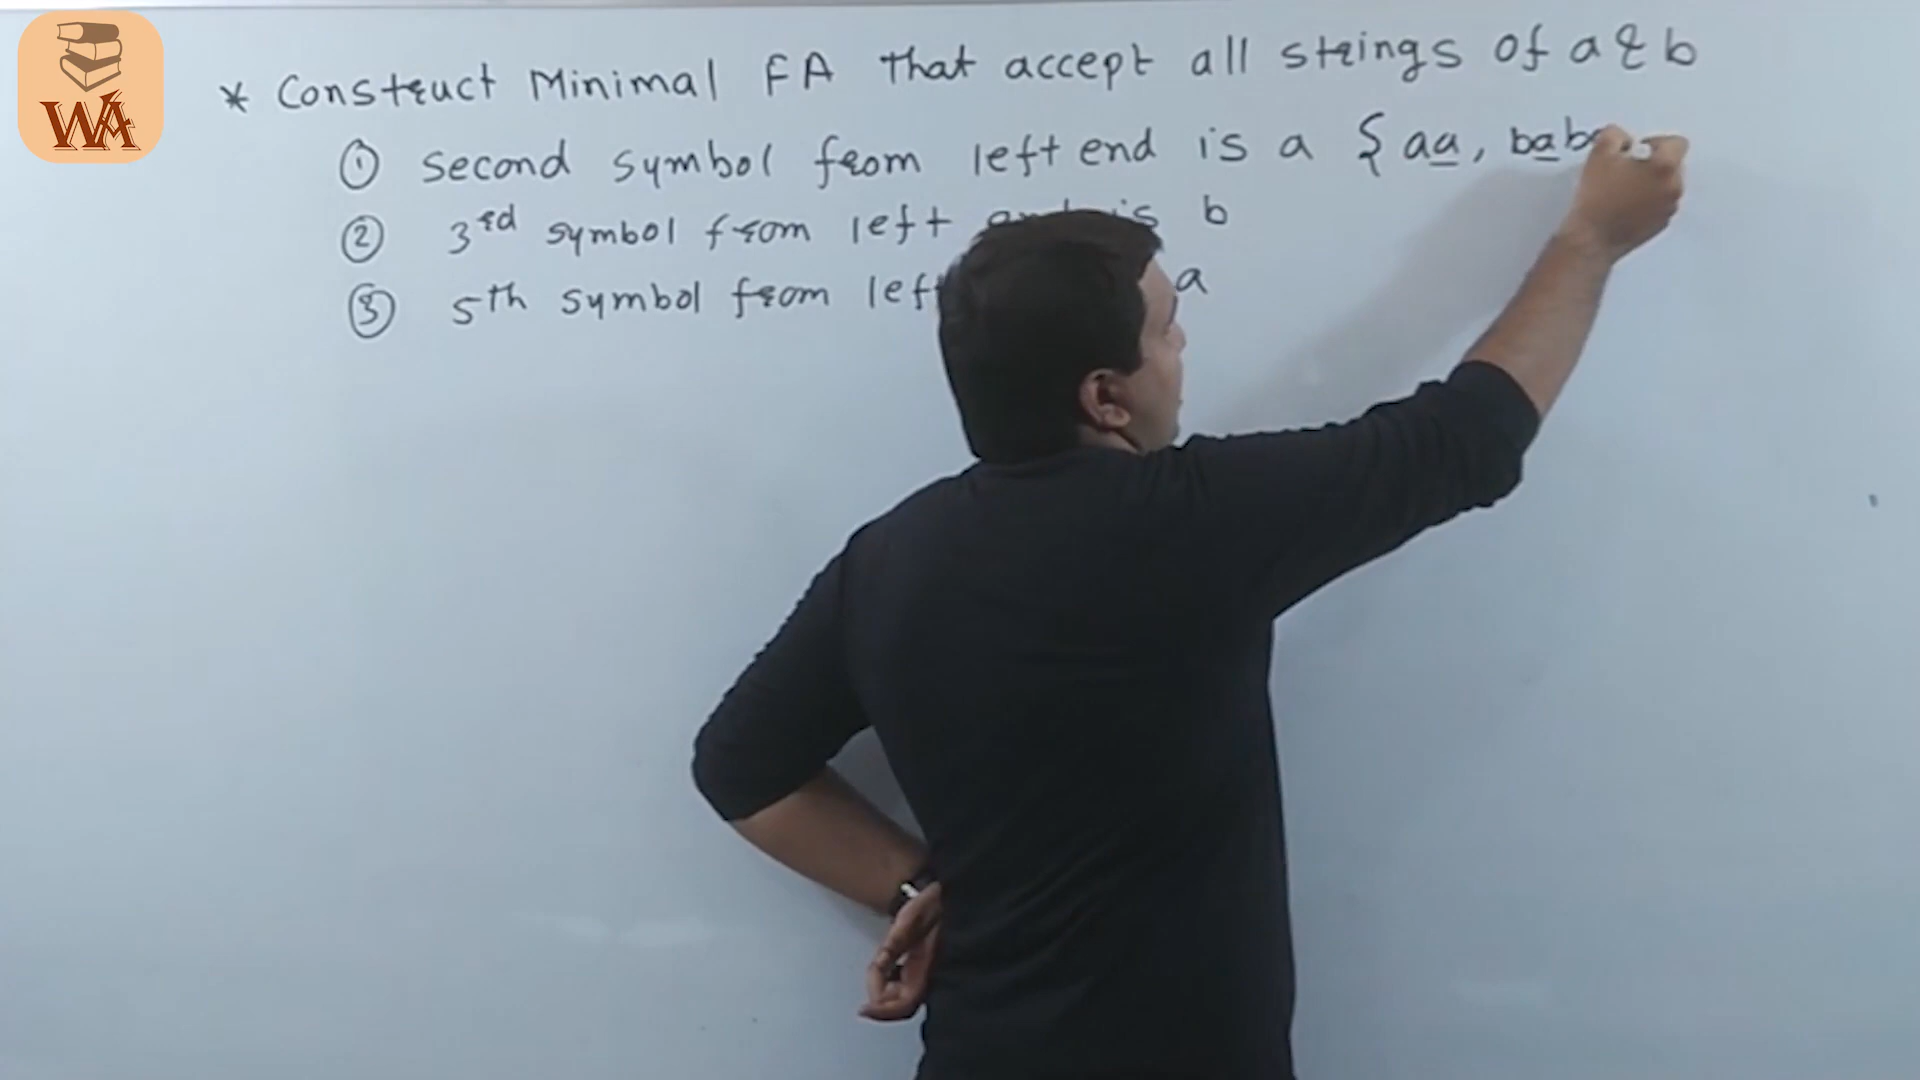 WA
* Construct Minimal FA That accept all strings of a & b
① second symbol from left end is a { aa, bab
② 3rd symbol from left is b
③ 5th symbol from left a